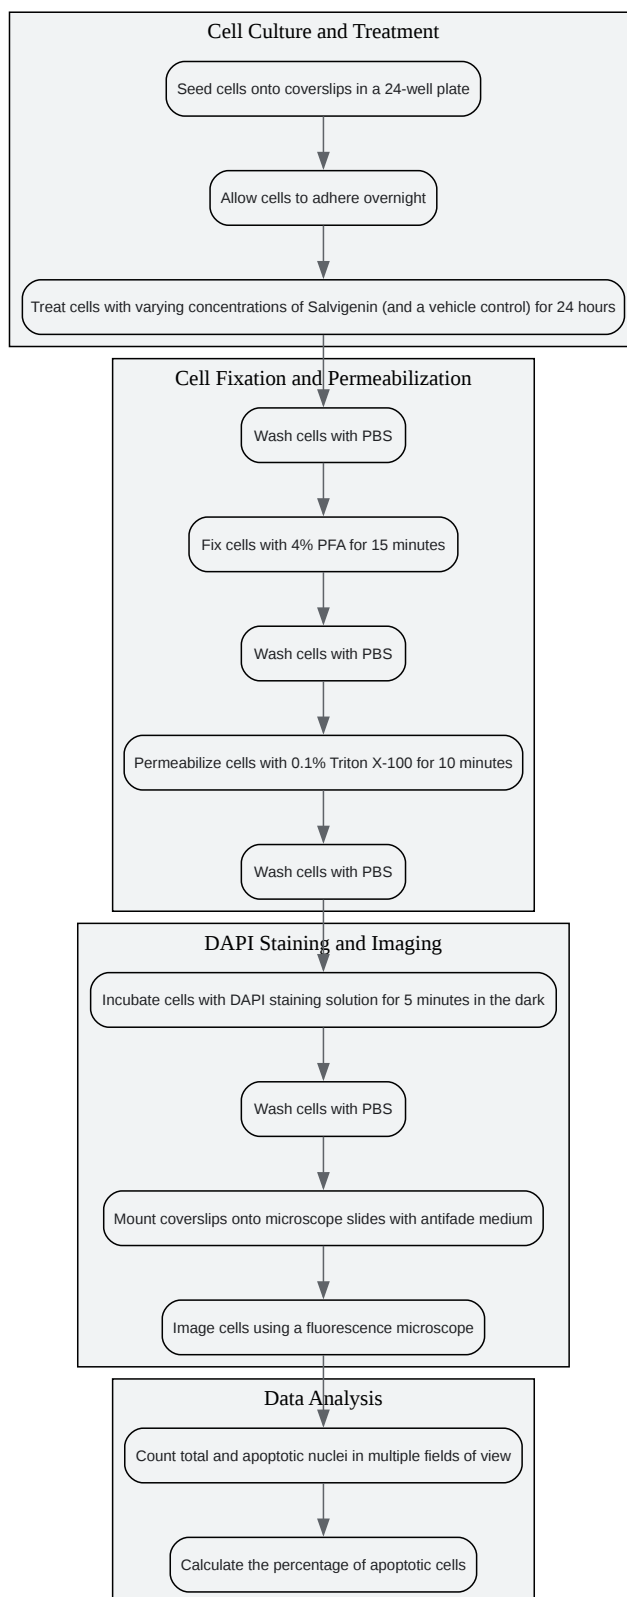 Cell Culture and Treatment
Seed cells onto coverslips in a 24-well plate
Allow cells to adhere overnight
Treat cells with varying concentrations of Salvigenin (and a vehicle control) for 24 hours
Cell Fixation and Permeabilization
Wash cells with PBS
Fix cells with 4% PFA for 15 minutes
Wash cells with PBS
Permeabilize cells with 0.1% Triton X-100 for 10 minutes
Wash cells with PBS
DAPI Staining and Imaging
Incubate cells with DAPI staining solution for 5 minutes in the dark
Wash cells with PBS
Mount coverslips onto microscope slides with antifade medium
Image cells using a fluorescence microscope
Data Analysis
Count total and apoptotic nuclei in multiple fields of view
Calculate the percentage of apoptotic cells